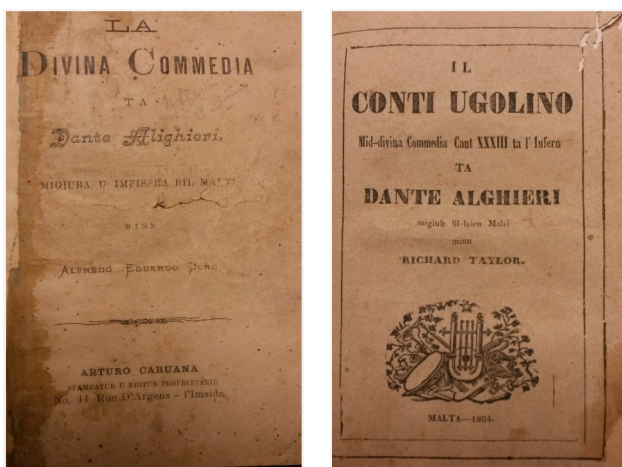 LA
DIVINA COMMEDIA
TA
Dante Alighieri.
MIGIUBA U IMFISSRA BIL MALTI
MINN
ALFREDO EDUARDO BORG
ARTURO CARUANA
STAMPATUR U EDITUR PROPRIETARIU
No. 44 Rue D'Argens – l'Imsida.
IL
CONTI UGOLINO
Mid-divina Commedia Cant XXXIII ta l' Infern
TA
DANTE ALGHIERI
migiub fil-lsien Malti
minn
RICHARD TAYLOR.
MALTA—1864.